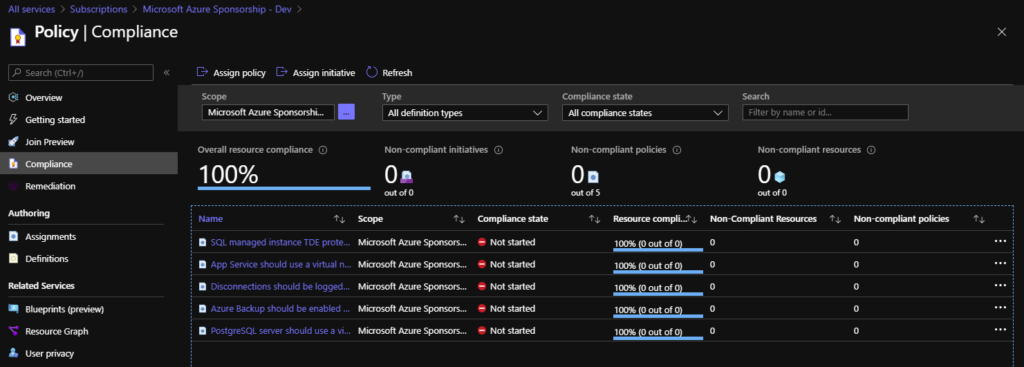 All services > Subscriptions > Microsoft Azure Sponsorship - Dev >
Policy | Compliance
Search (Ctrl+/)
Overview
Getting started
Join Preview
Compliance
Remediation
Authoring
Assignments
Definitions
Related Services
Blueprints (preview)
Resource Graph
User privacy
Assign policy Assign initiative Refresh
Scope Type Compliance state Search
Microsoft Azure Sponsorshi... ... All definition types All compliance states Filter by name or id...
Overall resource compliance Non-compliant initiatives Non-compliant policies Non-compliant resources
100% 0 0 0
out of 0 out of 5 out of 0
Name Scope Compliance state Resource compli... Non-Compliant Resources Non-compliant policies
SQL managed instance TDE prote... Microsoft Azure Sponsors... Not started 100% (0 out of 0) 0 0 ...
App Service should use a virtual n... Microsoft Azure Sponsors... Not started 100% (0 out of 0) 0 0 ...
Disconnections should be logged... Microsoft Azure Sponsors... Not started 100% (0 out of 0) 0 0 ...
Azure Backup should be enabled ... Microsoft Azure Sponsors... Not started 100% (0 out of 0) 0 0 ...
PostgreSQL server should use a vi... Microsoft Azure Sponsors... Not started 100% (0 out of 0) 0 0 ...